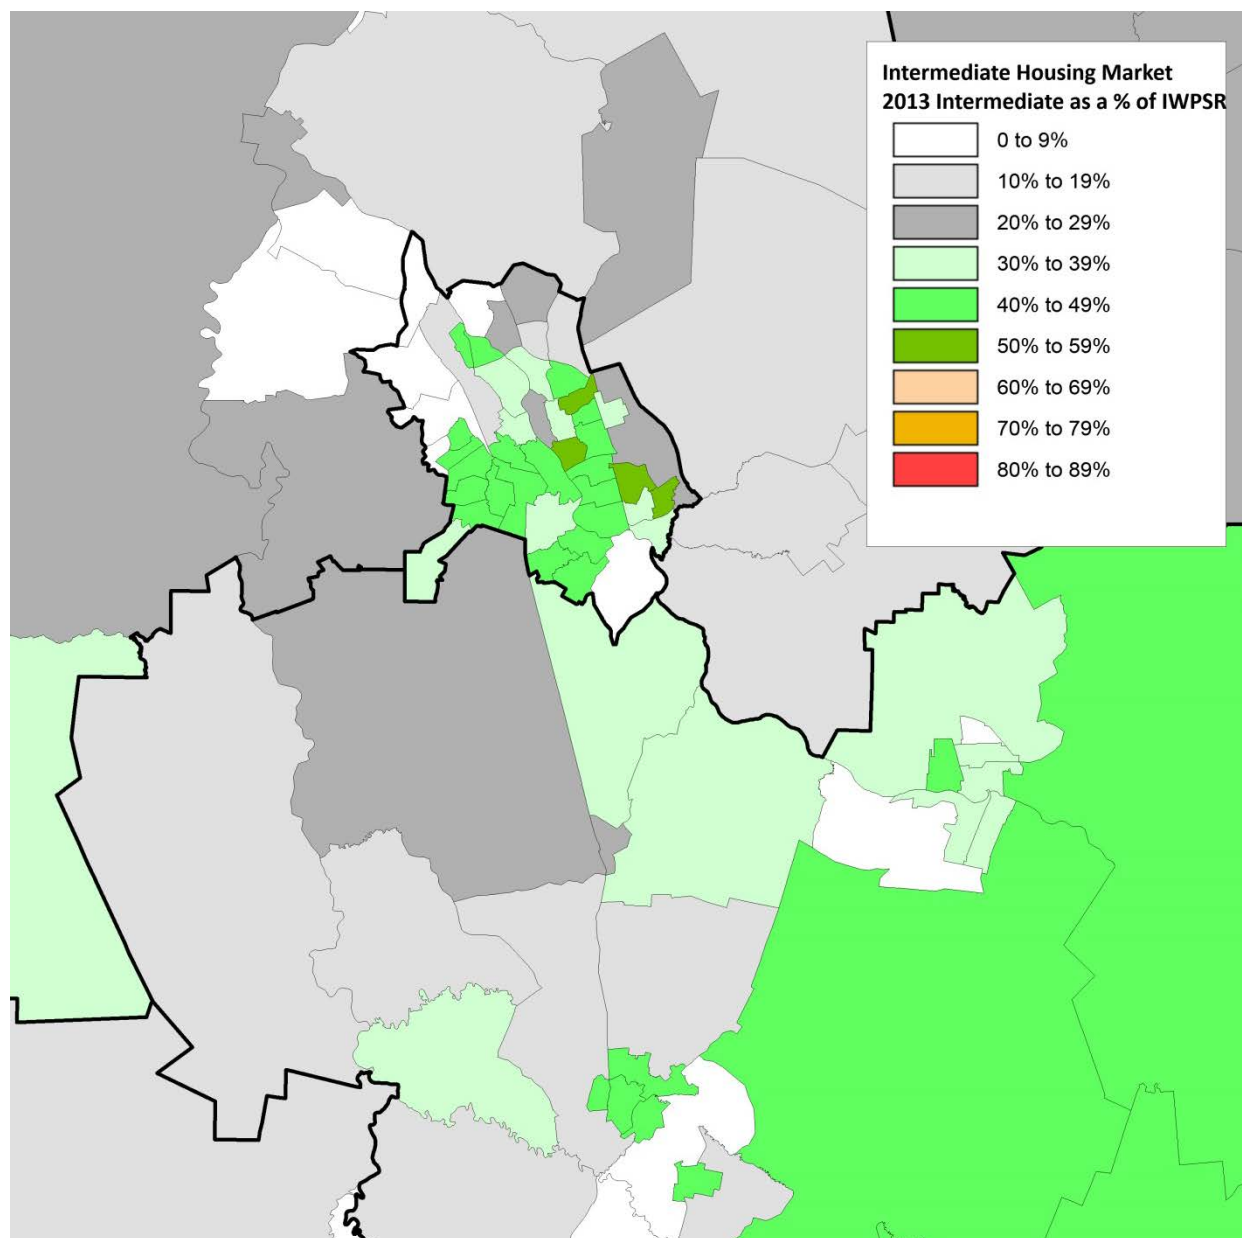 Intermediate Housing Market
2013 Intermediate as a % of IWPSR
0 to 9%
10% to 19%
20% to 29%
30% to 39%
40% to 49%
50% to 59%
60% to 69%
70% to 79%
80% to 89%